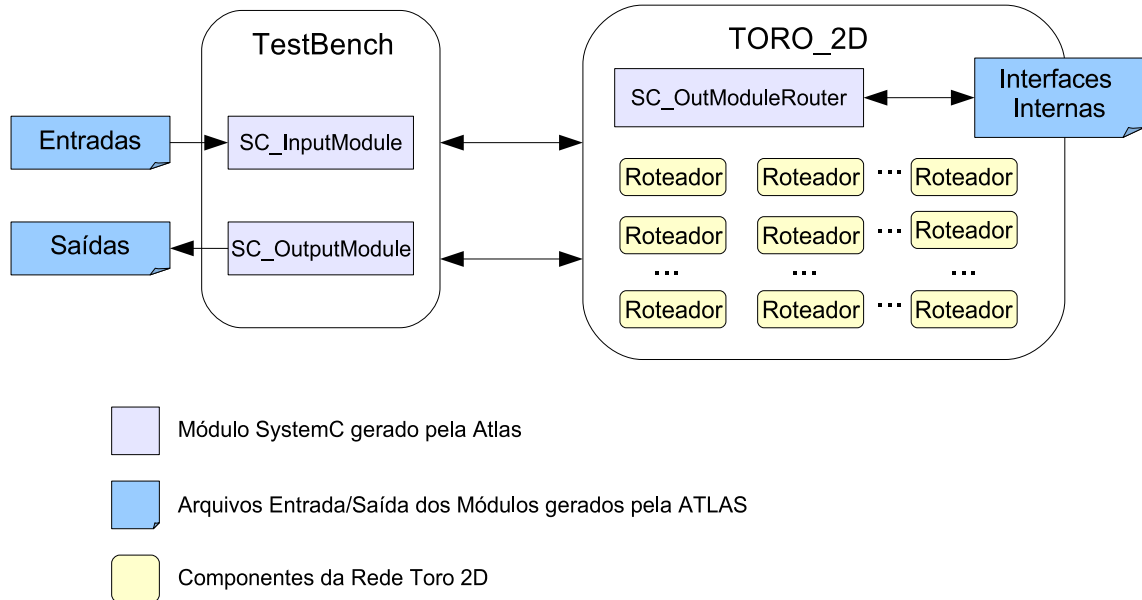 TestBench
TORO_2D
SC_OutModuleRouter
Interfaces
Internas
Entradas
SC_InputModule
Roteador
Roteador
...
Roteador
Saídas
SC_OutputModule
Roteador
Roteador
...
Roteador
...
...
...
Roteador
Roteador
...
Roteador
Módulo SystemC gerado pela Atlas
Arquivos Entrada/Saída dos Módulos gerados pela ATLAS
Componentes da Rede Toro 2D